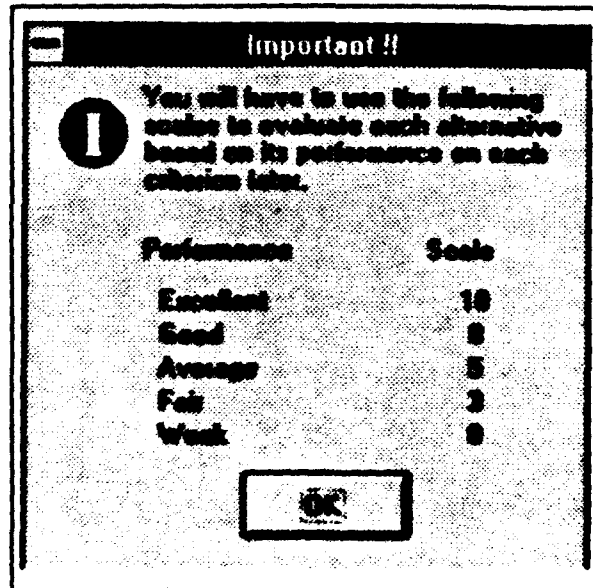 Important !!
You will have to use the following
scales to evaluate each alternative
based on its performance on each
criterion later.
Performance Scale
Excellent 10
Good
Average 5
Fair 3
Weak
OK